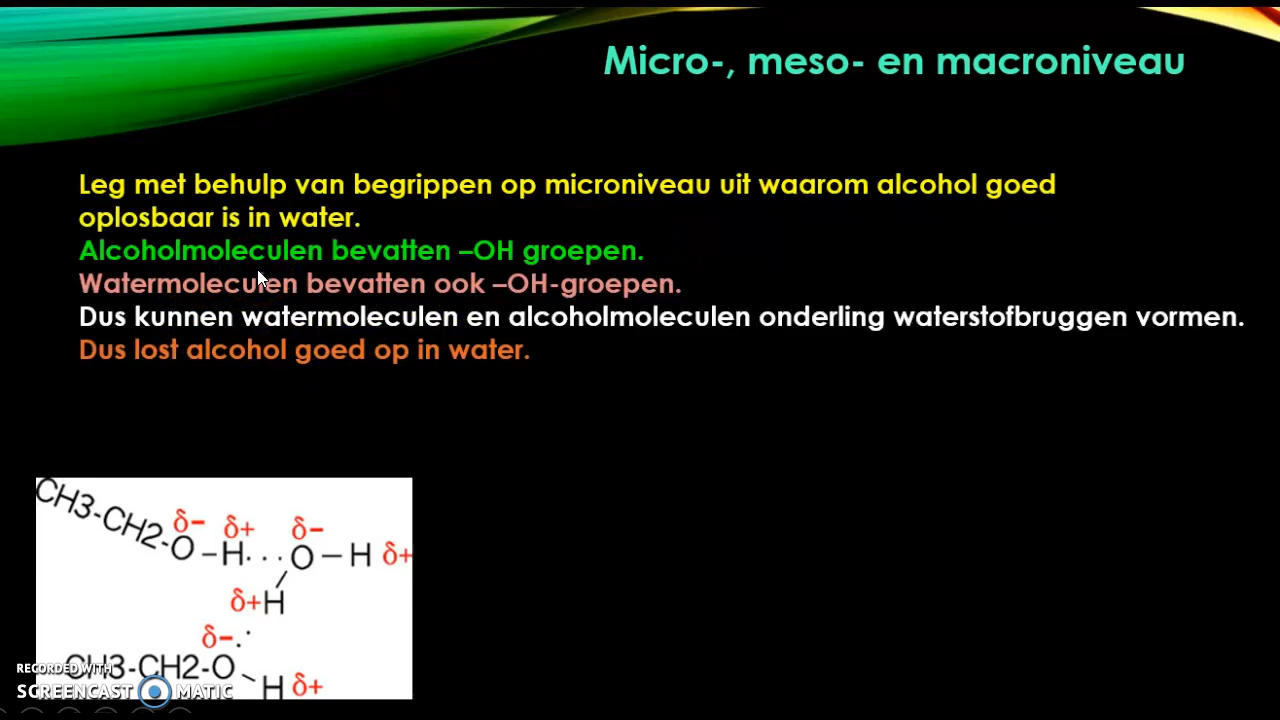 Micro-, meso- en macroniveau
Leg met behulp van begrippen op microniveau uit waarom alcohol goed
oplosbaar is in water.
Alcoholmoleculen bevatten –OH groepen.
Watermoleculen bevatten ook –OH-groepen.
Dus kunnen watermoleculen en alcoholmoleculen onderling waterstofbruggen vormen.
Dus lost alcohol goed op in water.
δ− δ+ δ−
CH3-CH2-O–H···O–H δ+
δ+H
δ−
CH3-CH2-O
H δ+
RECORDED WITH
SCREENCAST MATIC